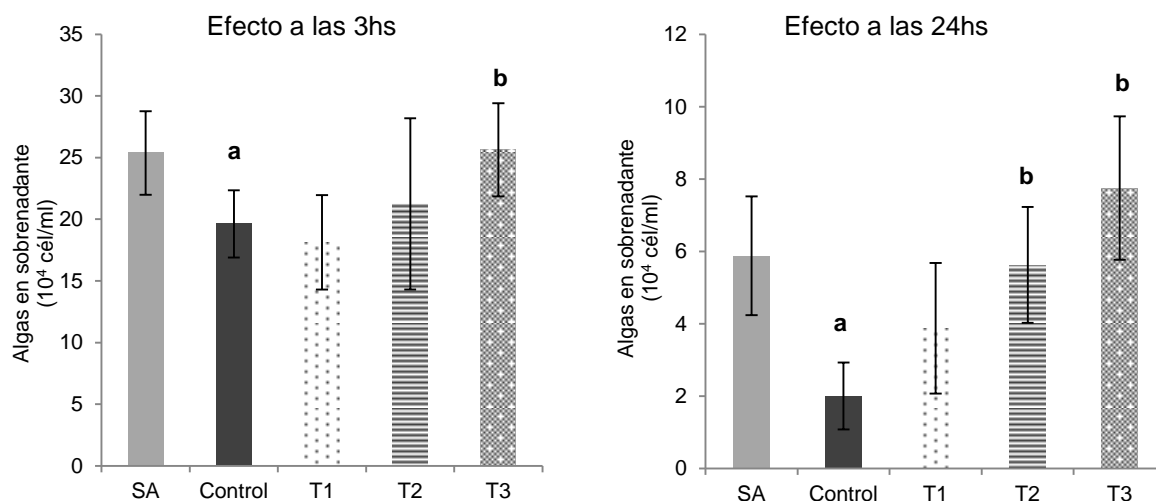 Efecto a las 3hs
35
30
25
20
15
10
5
0
Algas en sobrenadante
(10⁴ cél/ml)
a
b
SA Control T1 T2 T3
Efecto a las 24hs
12
10
8
6
4
2
0
Algas en sobrenadante
(10⁴ cél/ml)
a
b
b
SA Control T1 T2 T3